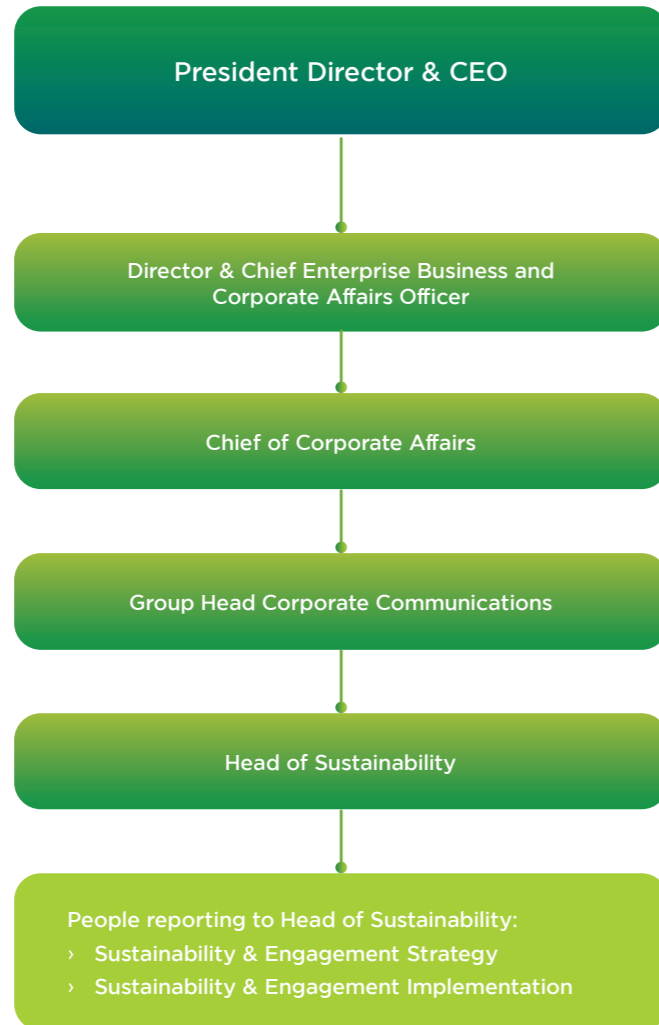 President Director & CEO
Director & Chief Enterprise Business and
Corporate Affairs Officer
Chief of Corporate Affairs
Group Head Corporate Communications
Head of Sustainability
People reporting to Head of Sustainability:
› Sustainability & Engagement Strategy
› Sustainability & Engagement Implementation